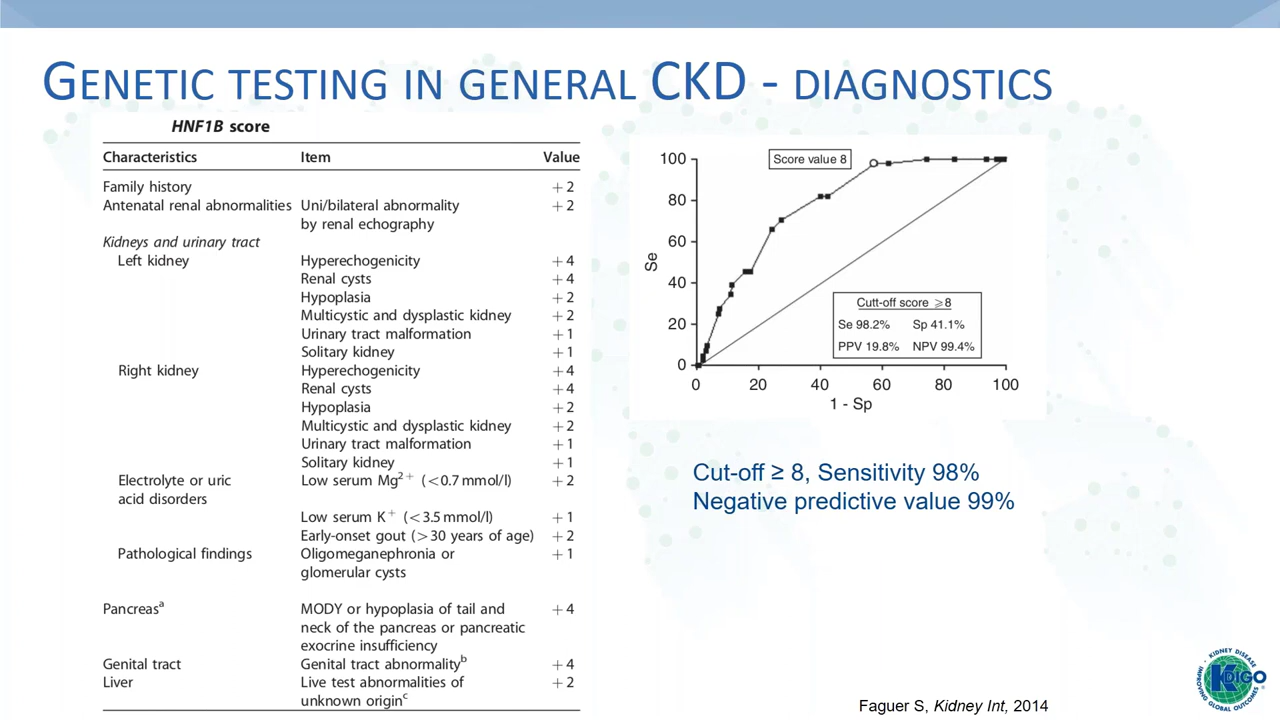 GENETIC TESTING IN GENERAL CKD - DIAGNOSTICS
HNF1B score
Characteristics Item Value
Family history +2
Antenatal renal abnormalities Uni/bilateral abnormality +2
by renal echography
Kidneys and urinary tract
Left kidney Hyperechogenicity +4
Renal cysts +4
Hypoplasia +2
Multicystic and dysplastic kidney +2
Urinary tract malformation +1
Solitary kidney +1
Right kidney Hyperechogenicity +4
Renal cysts +4
Hypoplasia +2
Multicystic and dysplastic kidney +2
Urinary tract malformation +1
Solitary kidney +1
Electrolyte or uric Low serum Mg2+ (<0.7 mmol/l) +2
acid disorders
Low serum K+ (<3.5 mmol/l) +1
Early-onset gout (>30 years of age) +2
Pathological findings Oligomeganephronia or +1
glomerular cysts
Pancreasa MODY or hypoplasia of tail and +4
neck of the pancreas or pancreatic
exocrine insufficiency
Genital tract Genital tract abnormalityb +4
Liver Live test abnormalities of +2
unknown originc
Score value 8
100
80
60
40
20
0
Se
Cutt-off score ⩾8
Se 98.2% Sp 41.1%
PPV 19.8% NPV 99.4%
0 20 40 60 80 100
1 - Sp
Cut-off ≥ 8, Sensitivity 98%
Negative predictive value 99%
Faguer S, Kidney Int, 2014
KIDNEY DISEASE
KDIGO
IMPROVING GLOBAL OUTCOMES